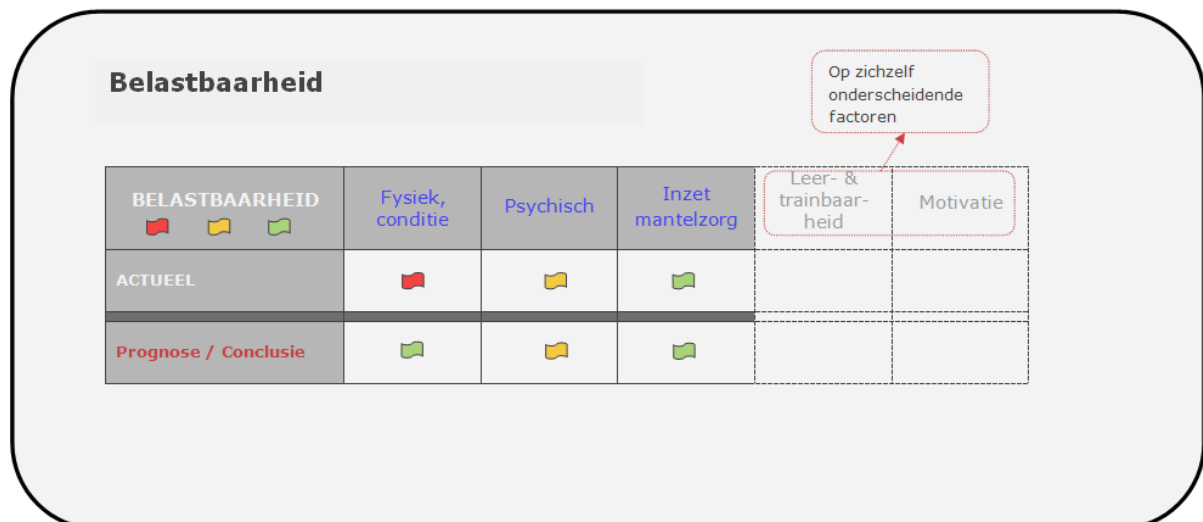 Belastbaarheid
Op zichzelf
onderscheidende
factoren
BELASTBAARHEID
Fysiek,
conditie
Psychisch
Inzet
mantelzorg
Leer- &
trainbaar-
heid
Motivatie
ACTUEEL
Prognose / Conclusie